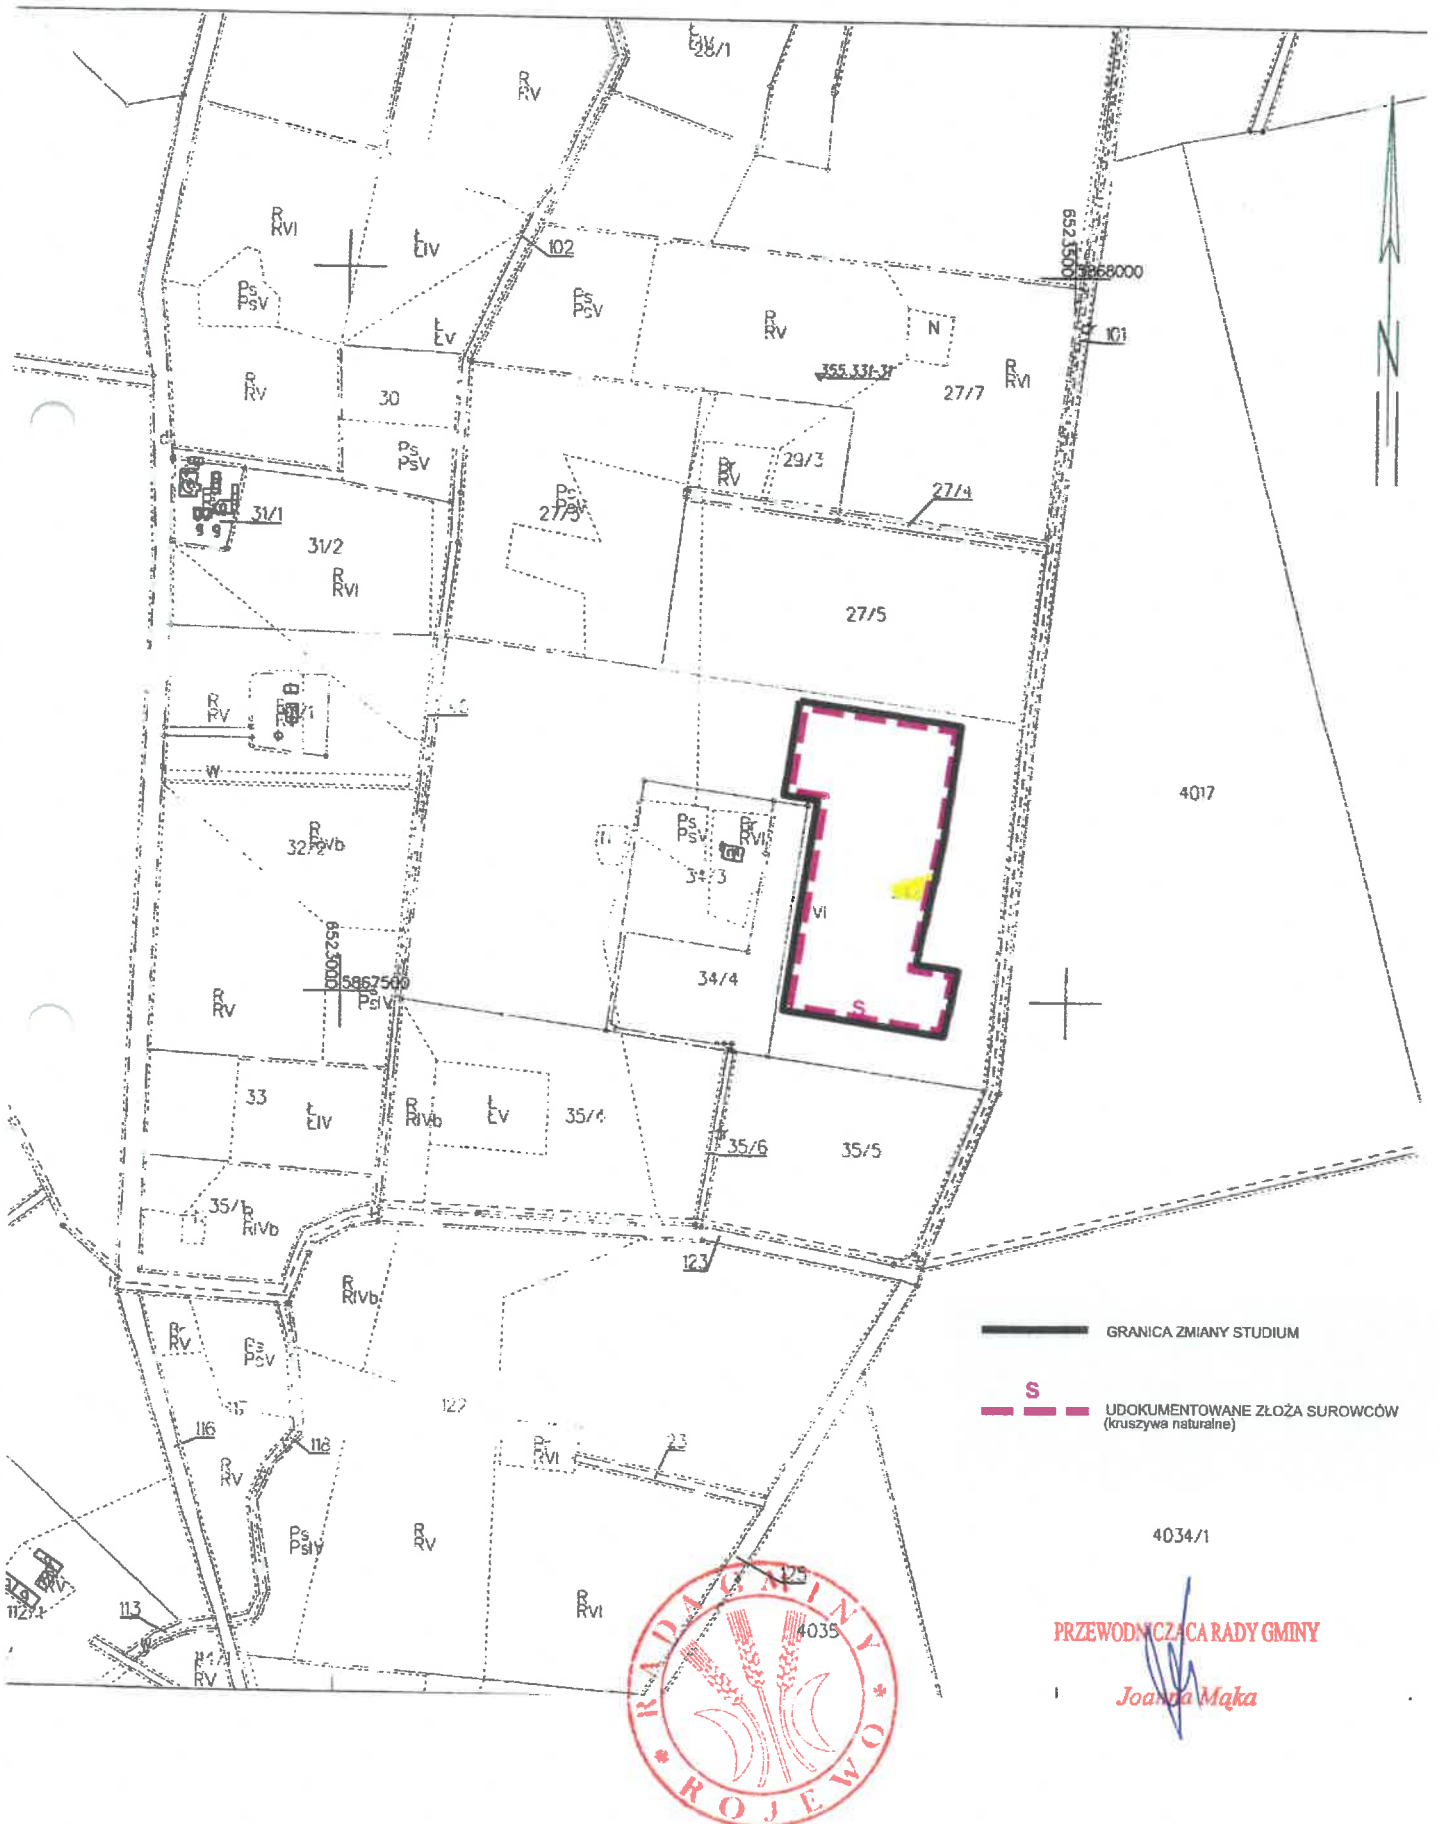 28/1
R
RV
R
RVI
Ł
ŁIV
102
6523500
5868000
Ps
PsV
Ps
PsV
R
RV
N
101
Ł
ŁV
R
RVI
R
RV
30
355.331-31
27/7
Ps
PsV
Br
RV
29/3
27/4
31/1
31/2
R
RVI
27/5
R
RV
W
4017
Ps
PsV
Br
RVI
R
32/2
34/3
VI
6523000
5867500
PsIV
R
RV
34/4
S
33
Ł
ŁIV
R
RIVb
Ł
ŁV
35/4
35/6
35/5
35/1
R
RIVb
123
R
RIVb
GRANICA ZMIANY STUDIUM
Br
RV
PsV
S
UDOKUMENTOWANE ZŁOŻA SUROWCÓW
(kruszywa naturalne)
122
116
118
23
R
RV
RVI
Ps
PsIV
R
RV
4034/1
125
R
RVI
113
4035
RV
RADA GMINY
ROJEWO
PRZEWODNICZĄCA RADY GMINY
Joanna Mąka